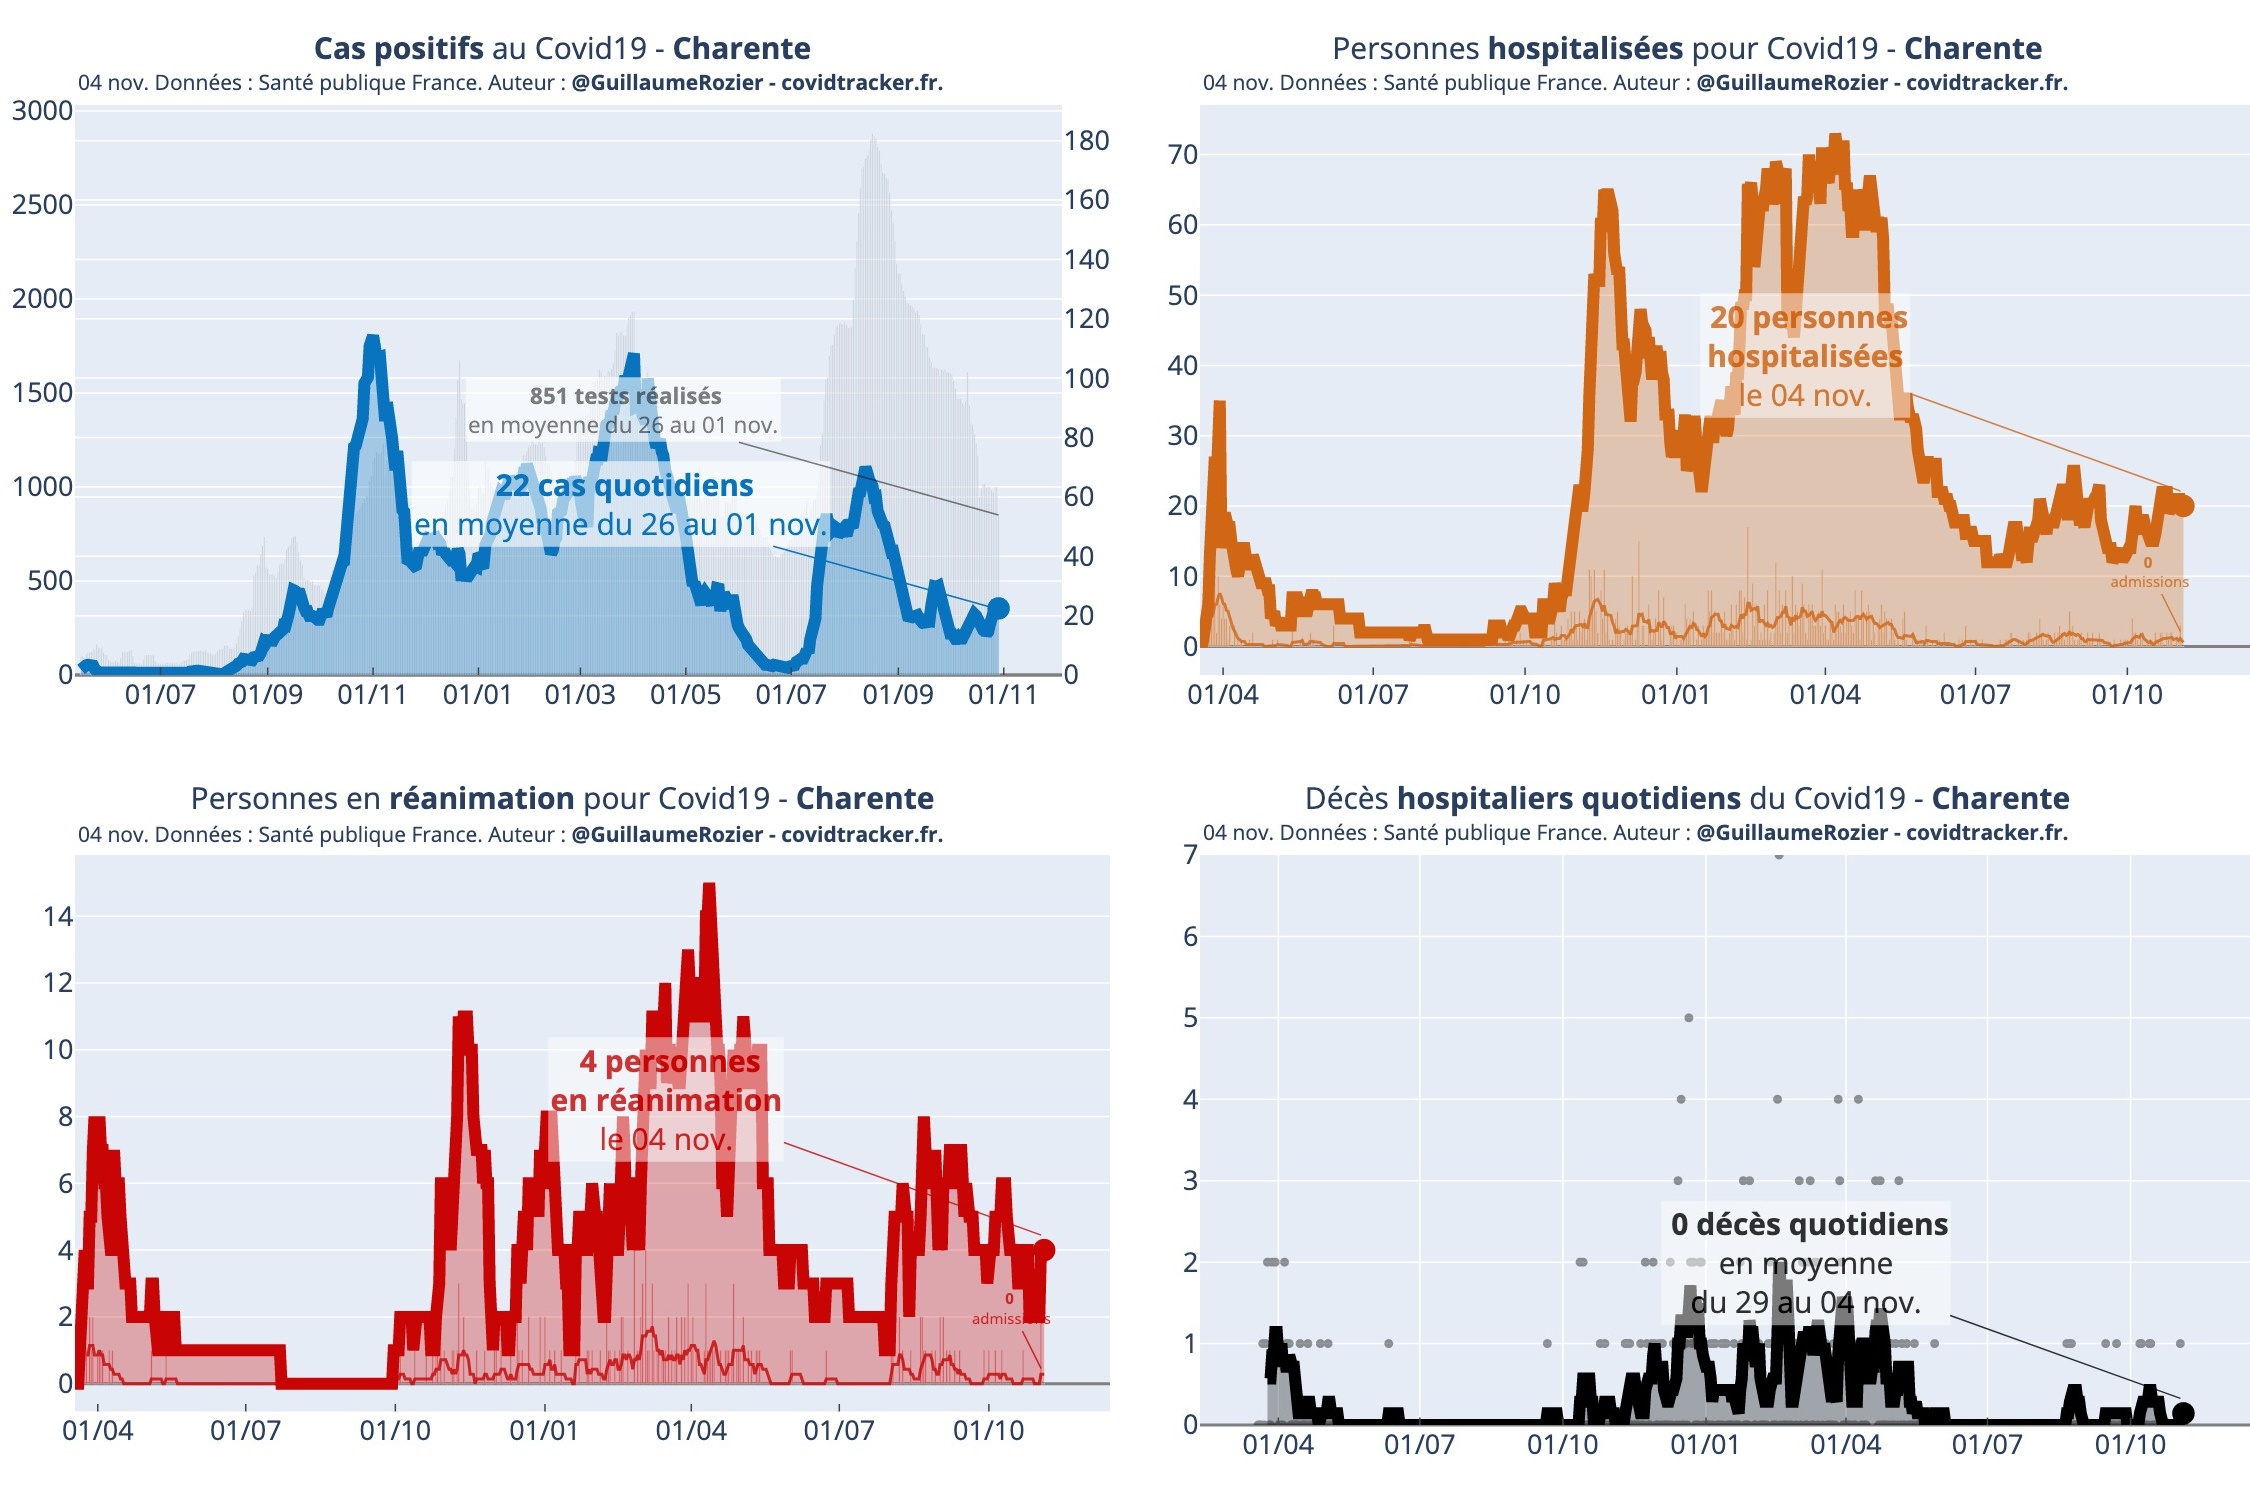 Cas positifs au Covid19 - Charente
04 nov. Données : Santé publique France. Auteur : @GuillaumeRozier - covidtracker.fr.
3000
2500
2000
1500
1000
500
0
180
160
140
120
100
80
60
40
20
0
851 tests réalisés
en moyenne du 26 au 01 nov.
22 cas quotidiens
en moyenne du 26 au 01 nov.
01/07 01/09 01/11 01/01 01/03 01/05 01/07 01/09 01/11
Personnes hospitalisées pour Covid19 - Charente
04 nov. Données : Santé publique France. Auteur : @GuillaumeRozier - covidtracker.fr.
70
60
50
40
30
20
10
0
20 personnes
hospitalisées
le 04 nov.
0
admissions
01/04 01/07 01/10 01/01 01/04 01/07 01/10
Personnes en réanimation pour Covid19 - Charente
04 nov. Données : Santé publique France. Auteur : @GuillaumeRozier - covidtracker.fr.
14
12
10
8
6
4
2
0
4 personnes
en réanimation
le 04 nov.
0
admissions
01/04 01/07 01/10 01/01 01/04 01/07 01/10
Décès hospitaliers quotidiens du Covid19 - Charente
04 nov. Données : Santé publique France. Auteur : @GuillaumeRozier - covidtracker.fr.
7
6
5
4
3
2
1
0
0 décès quotidiens
en moyenne
du 29 au 04 nov.
01/04 01/07 01/10 01/01 01/04 01/07 01/10